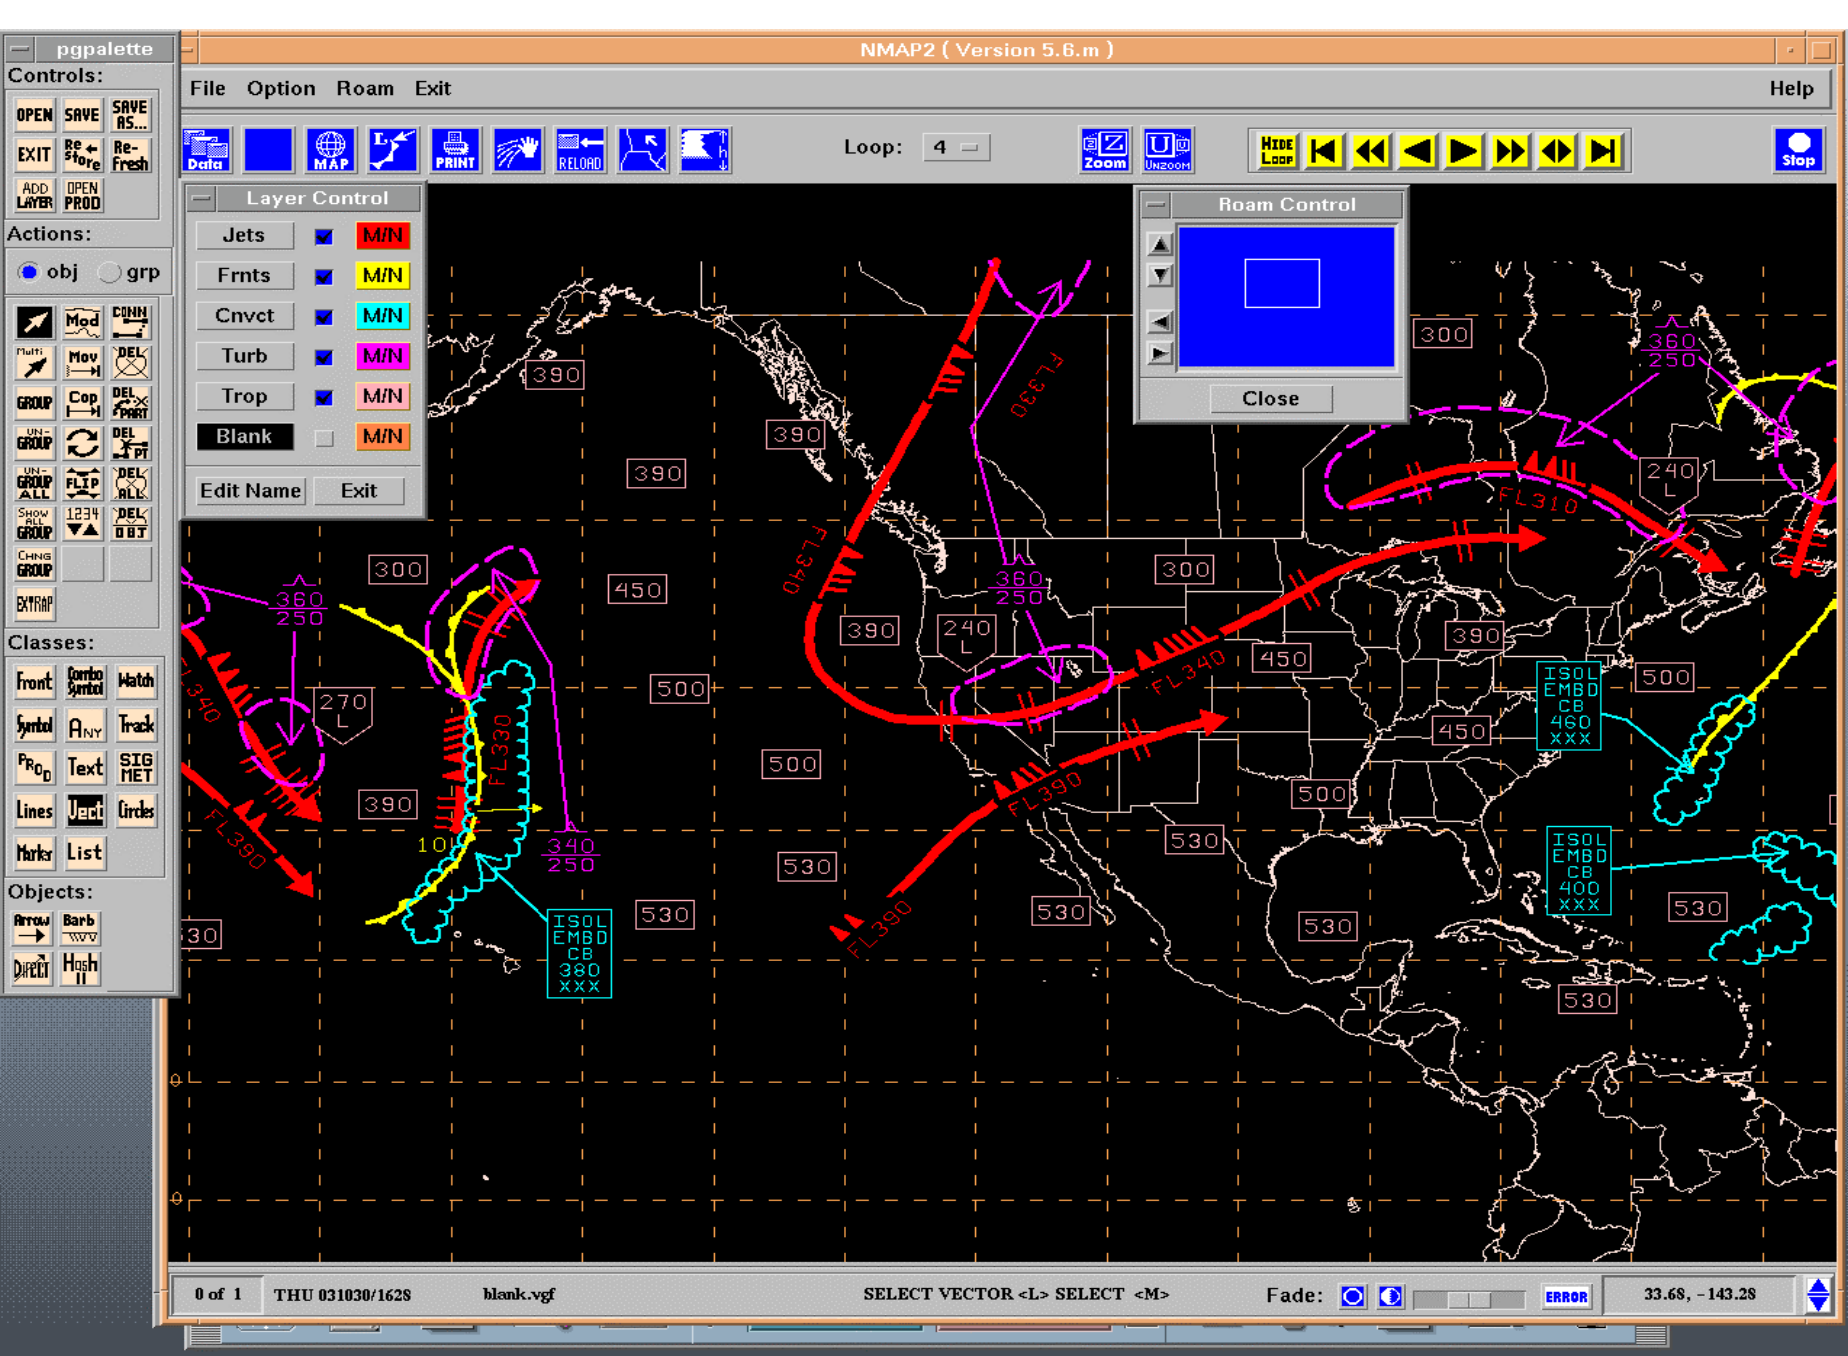 pgpalette
NMAP2 ( Version 5.6.m )
Controls:
OPEN SAVE SAVE AS...
EXIT Re store Re- Fresh
ADD LAYER OPEN PROD
Actions:
obj grp
Mod CONN
Multi Mov DEL
GROUP Cop DEL PART
UN- GROUP DEL PT
UN- GROUP ALL FLIP DEL ALL
SHOW ALL GROUP 1234 DEL OBJ
CHNG GROUP
EXTRAP
Classes:
Front Combo Symbol Watch
Symbol ANY Track
PROD Text SIG MET
Lines Vect Circles
Marker List
Objects:
Arrow Barb
DIRECT Hash
File Option Roam Exit Help
Data MAP L PRINT RELOAD h
Loop: 4
Z Zoom U UNZOOM
HIDE LOOP
Stop
Layer Control
Jets M/N
Frnts M/N
Cnvct M/N
Turb M/N
Trop M/N
Blank M/N
Edit Name Exit
Roam Control
Close
390
390
390
300
360
250
FL330
240
L
FL310
300
450
360
250
FL340
360
250
300
390
240
L
390
450
FL340
500
500
270
L
FL340
FL330
ISOL
EMBD
CB
460
XXX
450
500
390
FL390
500
10
340
250
FL390
530
530
ISOL
EMBD
CB
400
XXX
530
530
530
530
FL390
530
30
ISOL
EMBD
CB
380
XXX
530
0
0
0 of 1 THU 031030/1628 blank.vgf SELECT VECTOR <L> SELECT <M> Fade: ERROR 33.68, -143.28